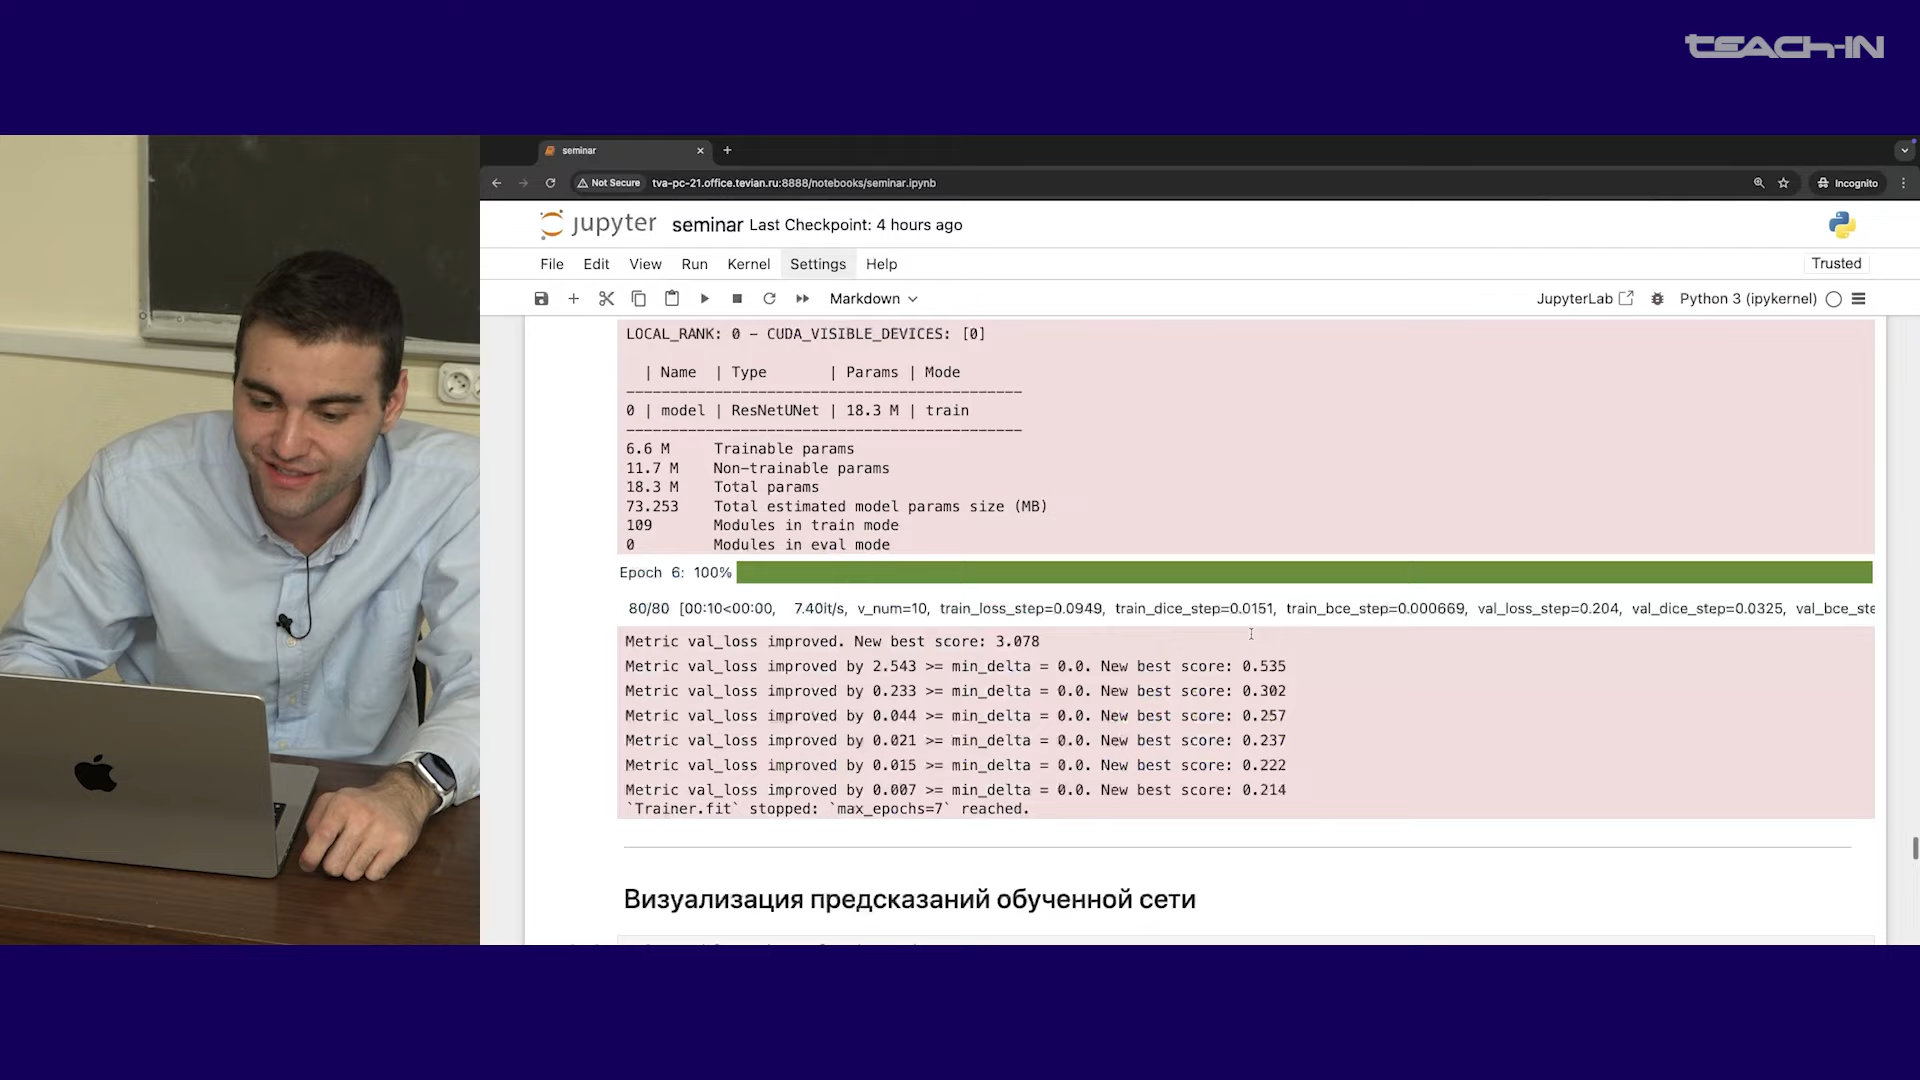 teach-in
seminar
Not Secure tva-pc-21.office.tevian.ru:8888/notebooks/seminar.ipynb Incognito
jupyter seminar Last Checkpoint: 4 hours ago
File Edit View Run Kernel Settings Help Trusted
Markdown JupyterLab Python 3 (ipykernel)
LOCAL_RANK: 0 - CUDA_VISIBLE_DEVICES: [0]
| Name | Type | Params | Mode
0 | model | ResNetUNet | 18.3 M | train
6.6 M Trainable params
11.7 M Non-trainable params
18.3 M Total params
73.253 Total estimated model params size (MB)
109 Modules in train mode
0 Modules in eval mode
Epoch 6: 100%
80/80 [00:10<00:00, 7.40it/s, v_num=10, train_loss_step=0.0949, train_dice_step=0.0151, train_bce_step=0.000669, val_loss_step=0.204, val_dice_step=0.0325, val_bce_ste
Metric val_loss improved. New best score: 3.078
Metric val_loss improved by 2.543 >= min_delta = 0.0. New best score: 0.535
Metric val_loss improved by 0.233 >= min_delta = 0.0. New best score: 0.302
Metric val_loss improved by 0.044 >= min_delta = 0.0. New best score: 0.257
Metric val_loss improved by 0.021 >= min_delta = 0.0. New best score: 0.237
Metric val_loss improved by 0.015 >= min_delta = 0.0. New best score: 0.222
Metric val_loss improved by 0.007 >= min_delta = 0.0. New best score: 0.214
`Trainer.fit` stopped: `max_epochs=7` reached.
Визуализация предсказаний обученной сети